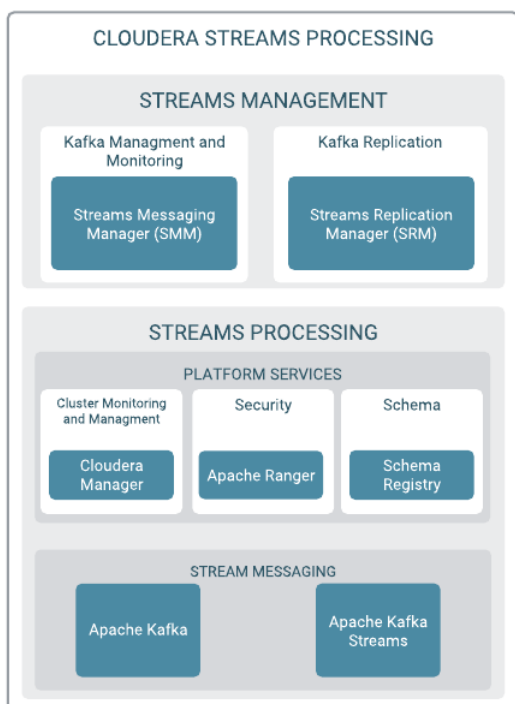 CLOUDERA STREAMS PROCESSING
STREAMS MANAGEMENT
Kafka Managment and
Monitoring
Streams Messaging
Manager (SMM)
Kafka Replication
Streams Replication
Manager (SRM)
STREAMS PROCESSING
PLATFORM SERVICES
Cluster Monitoring
and Managment
Cloudera
Manager
Security
Apache Ranger
Schema
Schema
Registry
STREAM MESSAGING
Apache Kafka
Apache Kafka
Streams